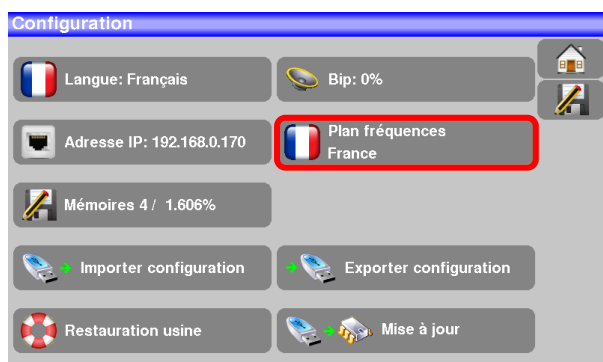 Configuration
Langue: Français
Bip: 0%
Adresse IP: 192.168.0.170
Plan fréquences
France
Mémoires 4 / 1.606%
Importer configuration
Exporter configuration
Restauration usine
Mise à jour